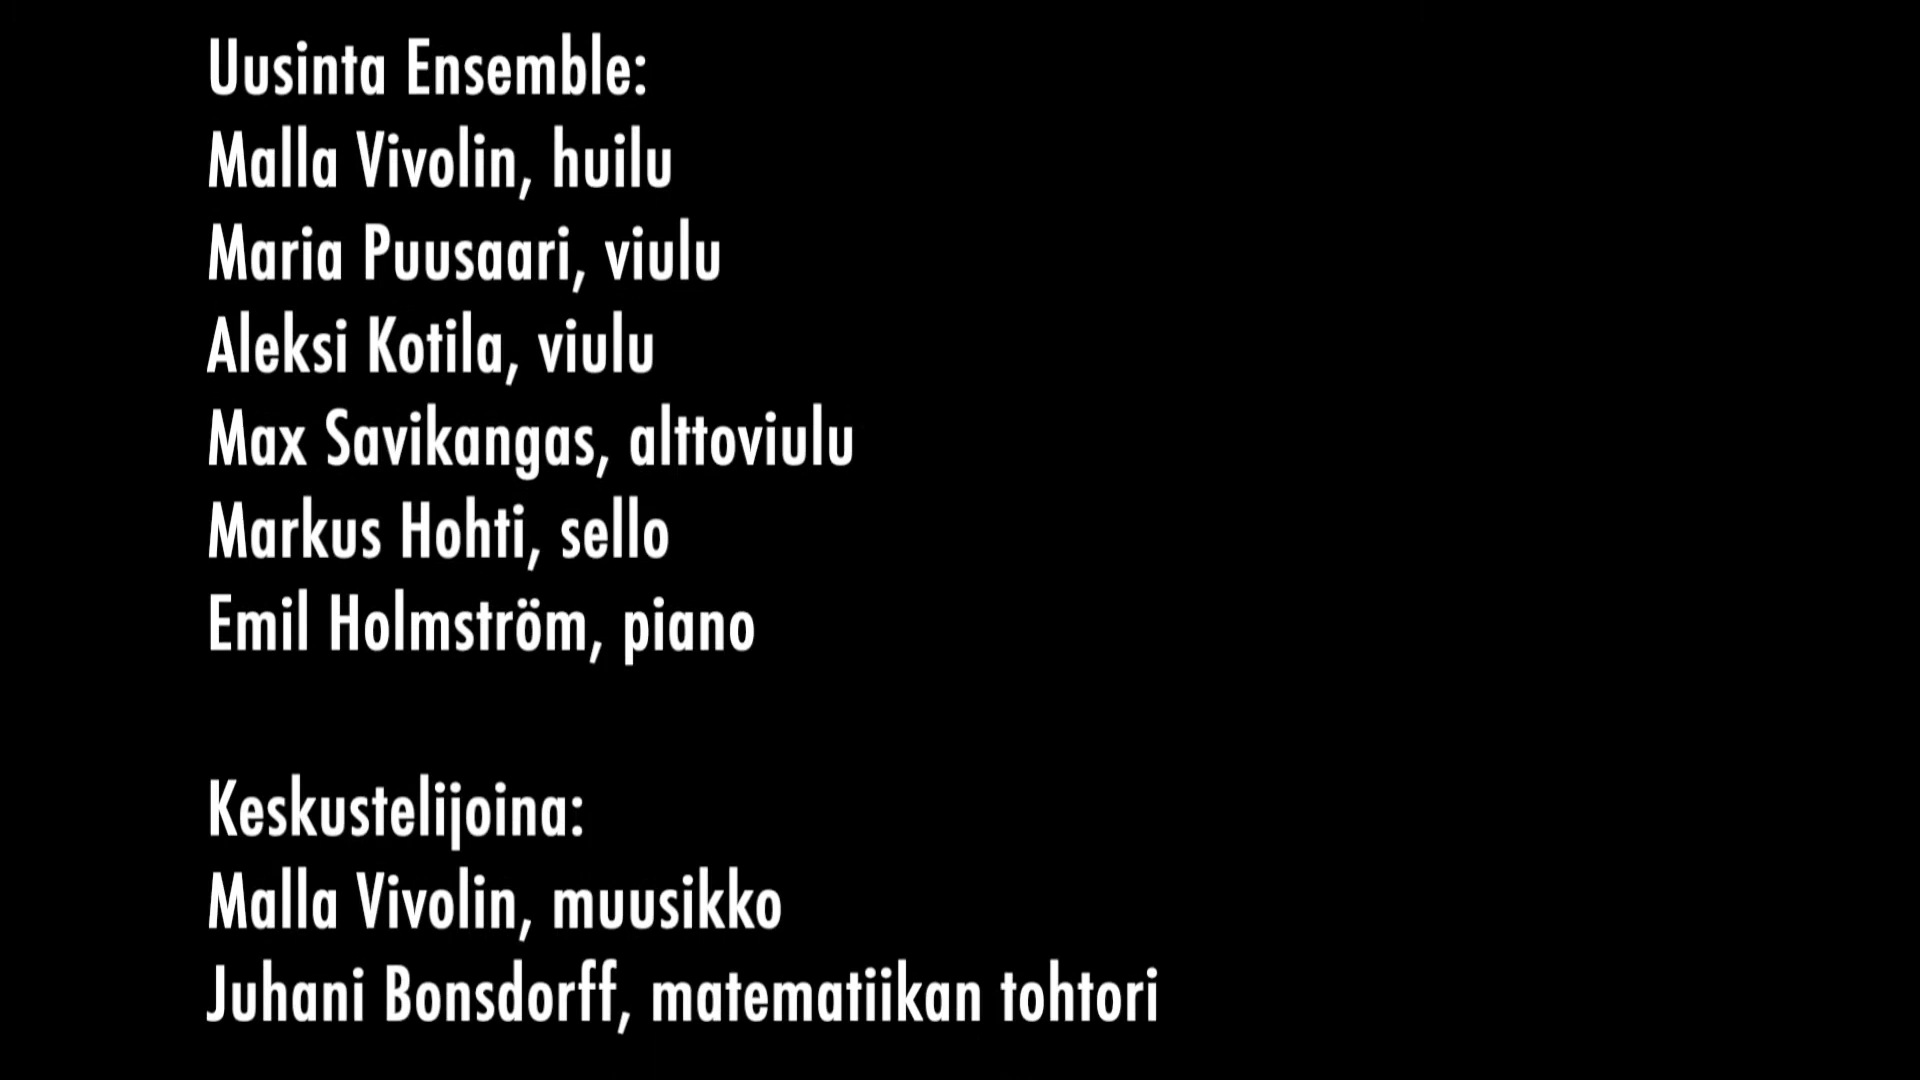 Uusinta Ensemble:
Malla Vivolin, huilu
Maria Puusaari, viulu
Aleksi Kotila, viulu
Max Savikangas, alttoviulu
Markus Hohti, sello
Emil Holmström, piano
Keskustelijoina:
Malla Vivolin, muusikko
Juhani Bonsdorff, matematiikan tohtori